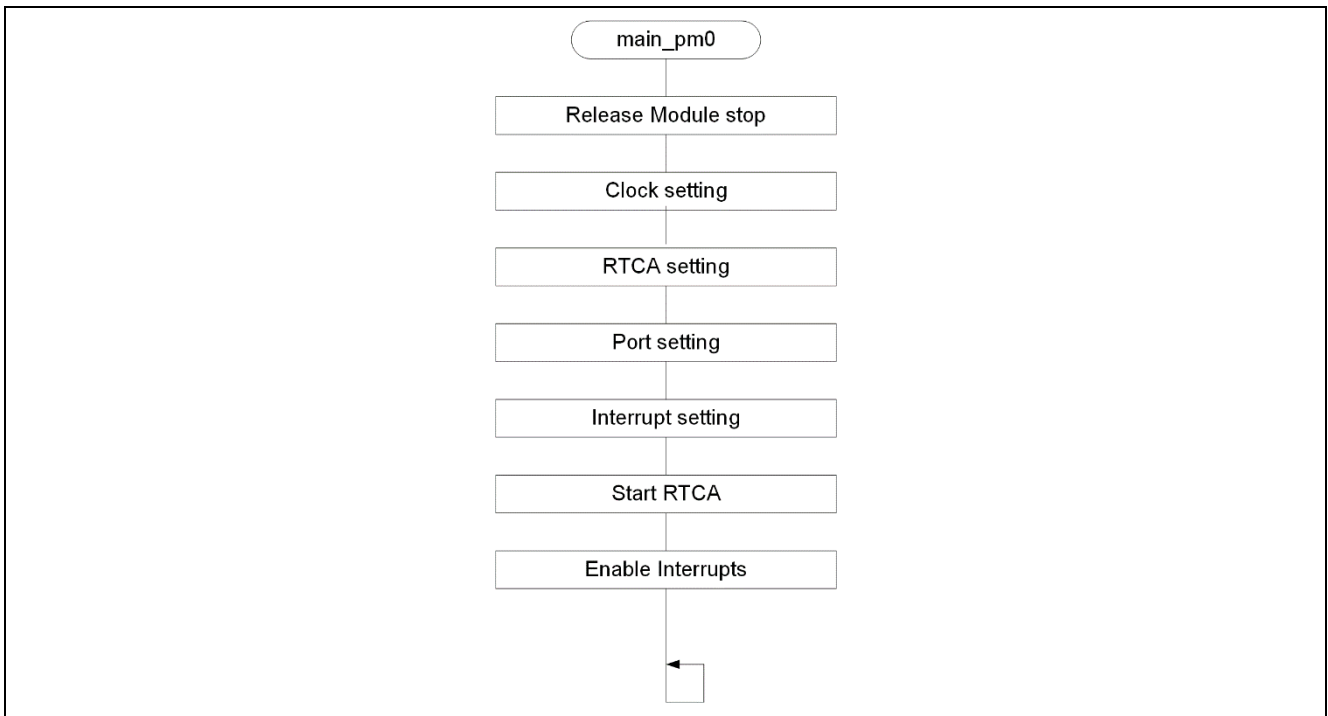 main_pm0
Release Module stop
Clock setting
RTCA setting
Port setting
Interrupt setting
Start RTCA
Enable Interrupts